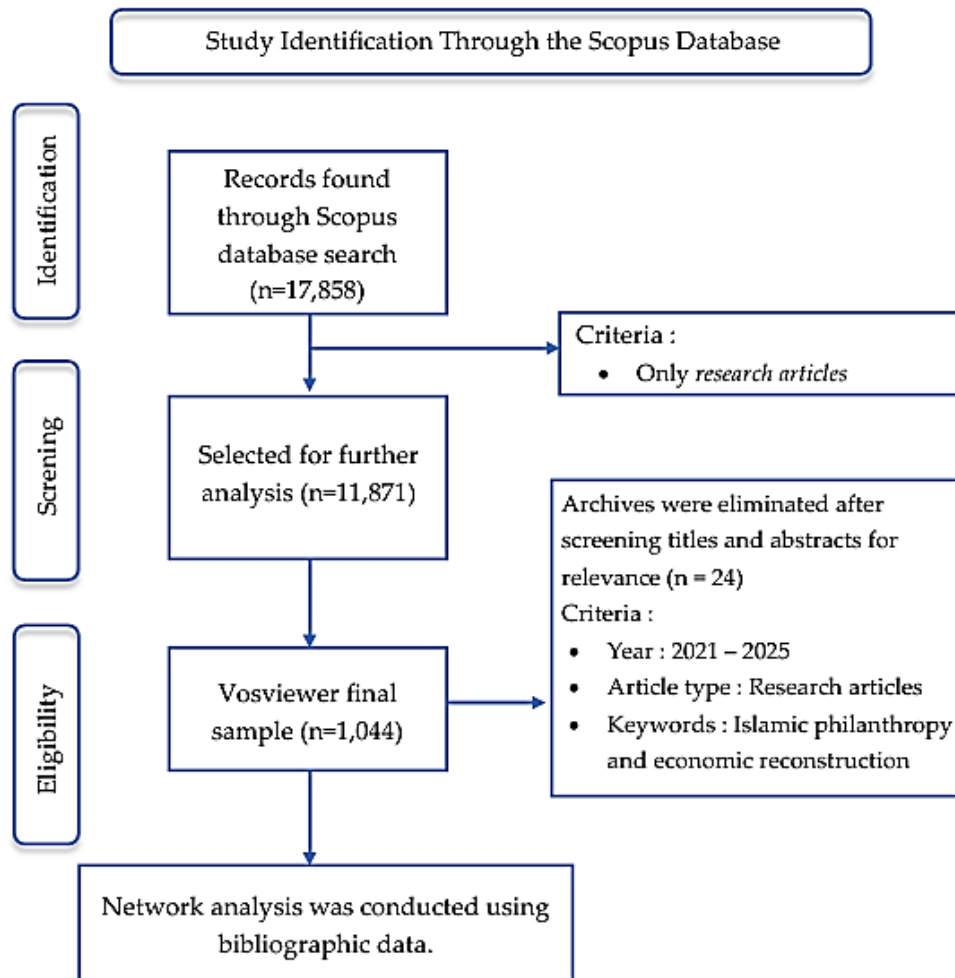 Study Identification Through the Scopus Database
Identification
Records found
through Scopus
database search
(n=17,858)
Criteria :
• Only research articles
Screning
Selected for further
analysis (n=11,871)
Archives were eliminated after
screening titles and abstracts for
relevance (n = 24)
Criteria :
• Year : 2021 – 2025
• Article type : Research articles
• Keywords : Islamic philanthropy
and economic reconstruction
Eligibility
Vosviewer final
sample (n=1,044)
Network analysis was conducted using
bibliographic data.